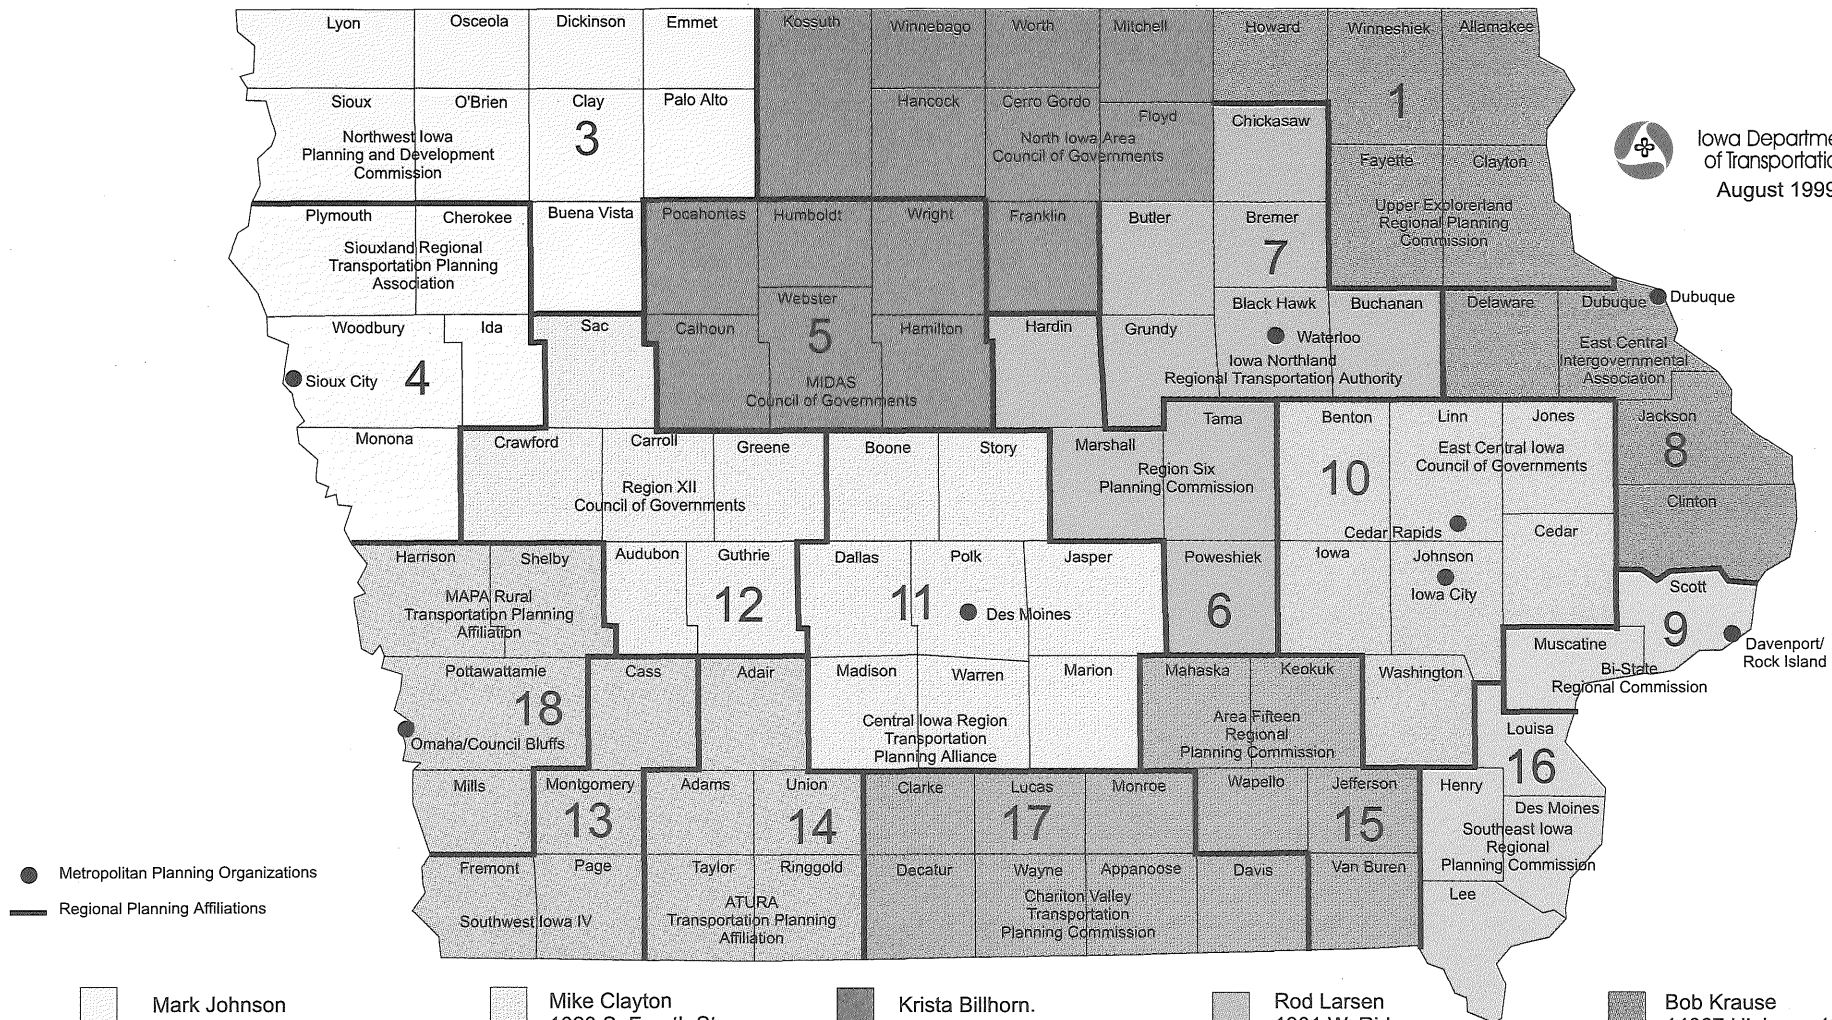 Lyon
Osceola
Dickinson
Emmet
Kossuth
Winnebago
Worth
Mitchell
Howard
Winneshiek
Allamakee
Sioux
O'Brien
Clay
Palo Alto
Hancock
Cerro Gordo
Floyd
Chickasaw
Fayette
Clayton
1
3
Northwest Iowa
Planning and Development
Commission
North Iowa Area
Council of Governments
Iowa
of
August 1999
Plymouth
Cherokee
Buena Vista
Pocahontas
Humboldt
Wright
Franklin
Butler
Bremer
7
Upper Explorerland
Regional Planning
Commission
Siouxland Regional
Transportation Planning
Association
Woodbury
Ida
Sac
Calhoun
Webster
5
Hamilton
Hardin
Grundy
Black Hawk
Buchanan
Delaware
Dubuque
Dubuque
Waterloo
Iowa Northland
Regional Transportation Authority
East Central
Intergovernmental
Association
Sioux City
4
MIDAS
Council of Governments
Monona
Crawford
Carroll
Greene
Boone
Story
Marshall
Tama
Benton
Linn
Jones
Jackson
8
Clinton
Region XII
Council of Governments
Region Six
Planning Commission
10
East Central Iowa
Council of Governments
Cedar Rapids
Cedar
Harrison
Shelby
Audubon
Guthrie
Dallas
Polk
Jasper
Poweshiek
Iowa
Johnson
Iowa City
Scott
MAPA Rural
Transportation Planning
Affiliation
12
11
Des Moines
6
9
Davenport/
Rock Island
Muscatine
Bi-State
Regional Commission
Pottawattamie
18
Omaha/Council Bluffs
Cass
Adair
Madison
Warren
Marion
Mahaska
Keokuk
Washington
Central Iowa Region
Transportation
Planning Alliance
Area Fifteen
Regional
Planning Commission
Louisa
16
Mills
Montgomery
13
Adams
Union
14
Clarke
Lucas
17
Monroe
Wapello
Jefferson
15
Henry
Des Moines
Southeast Iowa
Regional
Planning Commission
Fremont
Page
Taylor
Ringgold
Decatur
Wayne
Appanoose
Davis
Van Buren
Lee
Southwest Iowa IV
ATURA
Transportation Planning
Affiliation
Chariton Valley
Transportation
Planning Commission
Metropolitan Planning Organizations
Regional Planning Affiliations
Mark Johnson
Mike Clayton
Krista Billhorn.
Rod Larsen
Bob Krause